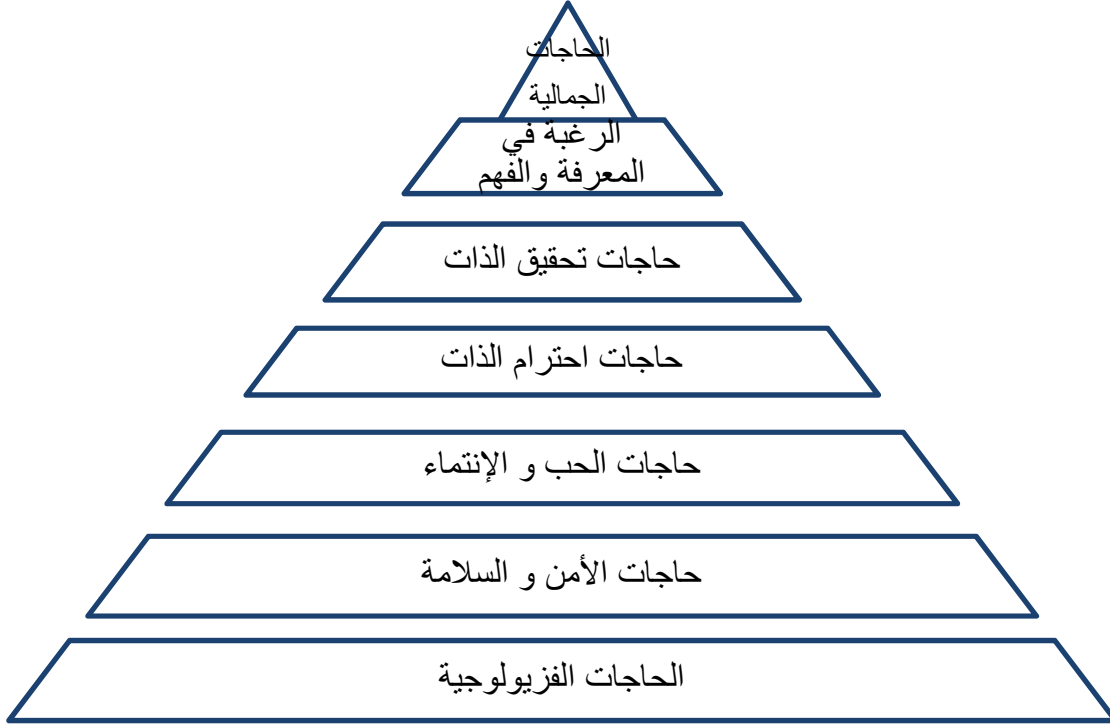 الحاجات
الجمالية
الرغبة في
المعرفة والفهم
حاجات تحقيق الذات
حاجات احترام الذات
حاجات الحب و الإنتماء
حاجات الأمن و السلامة
الحاجات الفزيولوجية